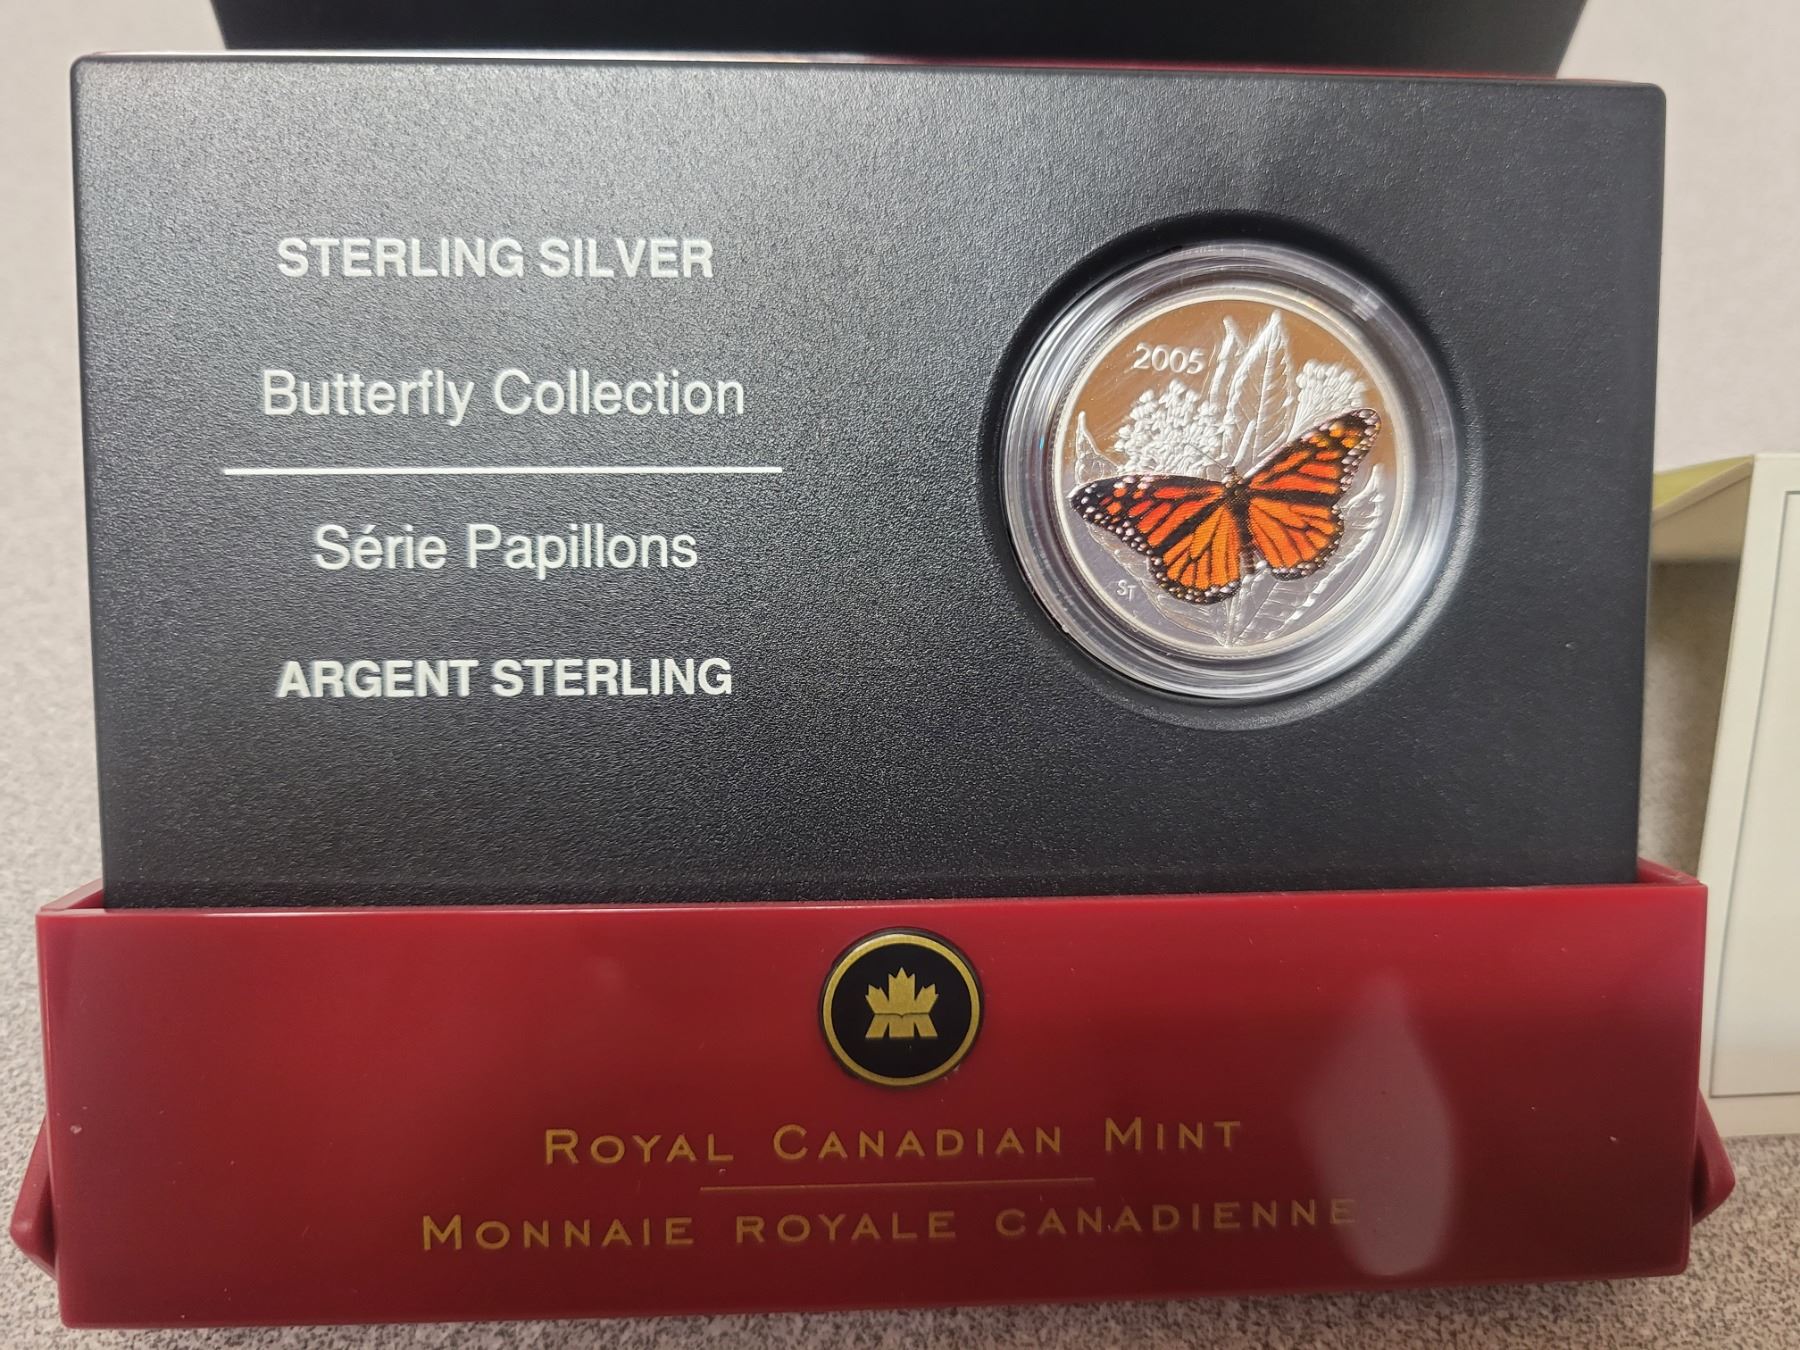 STERLING SILVER
Butterfly Collection
Série Papillons
ARGENT STERLING
2005
ST
ROYAL CANADIAN MINT
MONNAIE ROYALE CANADIENNE